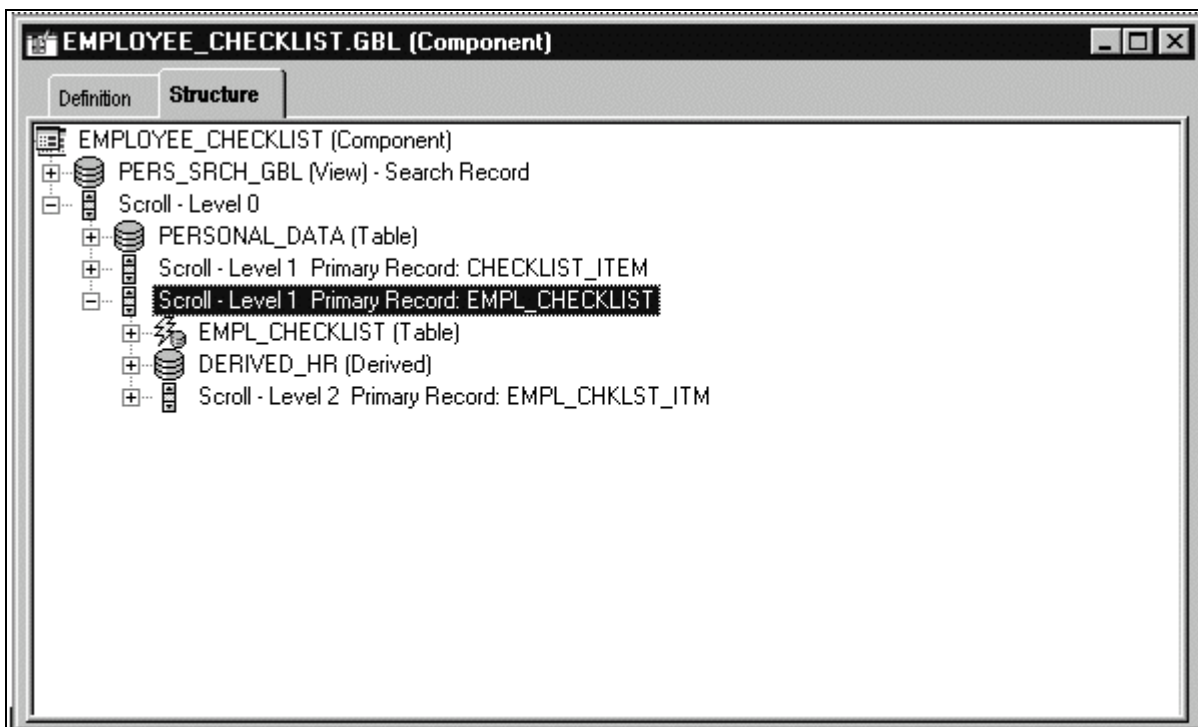 EMPLOYEE_CHECKLIST.GBL (Component)
Definition Structure
EMPLOYEE_CHECKLIST (Component)
PERS_SRCH_GBL (View) - Search Record
Scroll - Level 0
PERSONAL_DATA (Table)
Scroll - Level 1 Primary Record: CHECKLIST_ITEM
Scroll - Level 1 Primary Record: EMPL_CHECKLIST
EMPL_CHECKLIST (Table)
DERIVED_HR (Derived)
Scroll - Level 2 Primary Record: EMPL_CHKLST_ITM